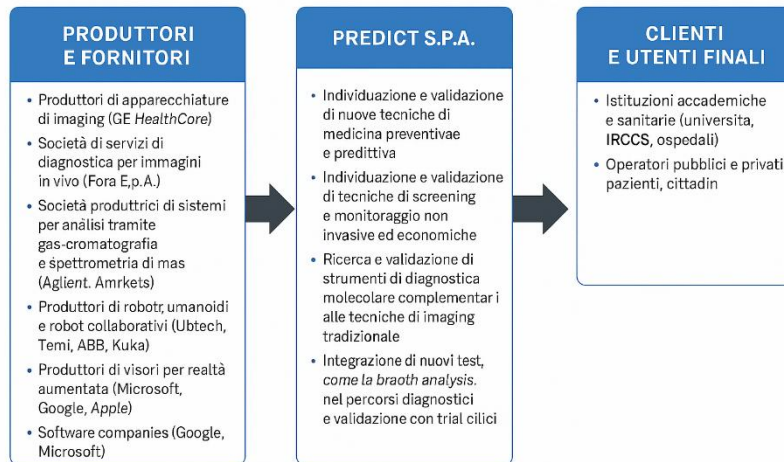 PRODUTTORI
E FORNITORI
• Produttori di apparecchiature
di imaging (GE HealthCore)
• Società di servizi di
diagnostica per immagini
in vivo (Fora E,p.A.)
• Società produttrici di sistemi
per analisi tramite
gas-cromatografia
e spettrometria di mas
(Aglient. Amrkets)
• Produttori di robotr, umanoidi
e robot collaborativi (Ubtech,
Temi, ABB, Kuka)
• Produttori di visori per realtà
aumentata (Microsoft,
Google, Apple)
• Software companies (Google,
Microsoft)
PREDICT S.P.A.
• Individuazione e validazione
di nuove tecniche di
medicina preventivae
e predittiva
• Individuazione e validazione
di tecniche di screening
e monitoraggio non
invasive ed economiche
• Ricerca e validazione di
strumenti di diagnostica
molecolare complementar i
alle tecniche di imaging
tradizionale
• Integrazione di nuovi test,
come la braoth analysis.
nel percorsi diagnostici
e validazione con trial cilici
CLIENTI
E UTENTI FINALI
• Istituzioni accademiche
e sanitarie (universita,
IRCCS, ospedali)
• Operatori pubblici e privati
pazienti, cittadin